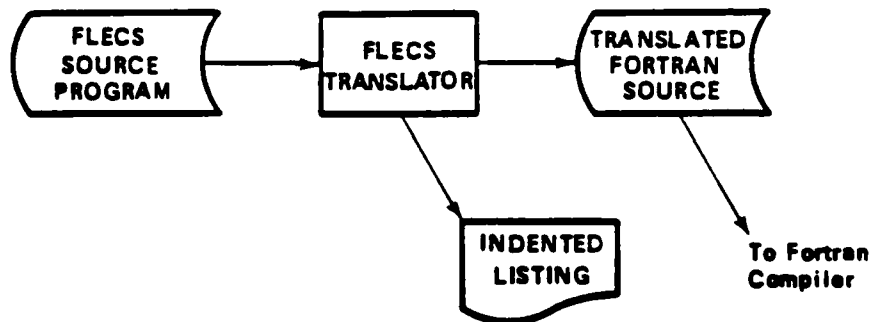 FLECS
SOURCE
PROGRAM
FLECS
TRANSLATOR
TRANSLATED
FORTRAN
SOURCE
INDENTED
LISTING
To Fortran
Compiler